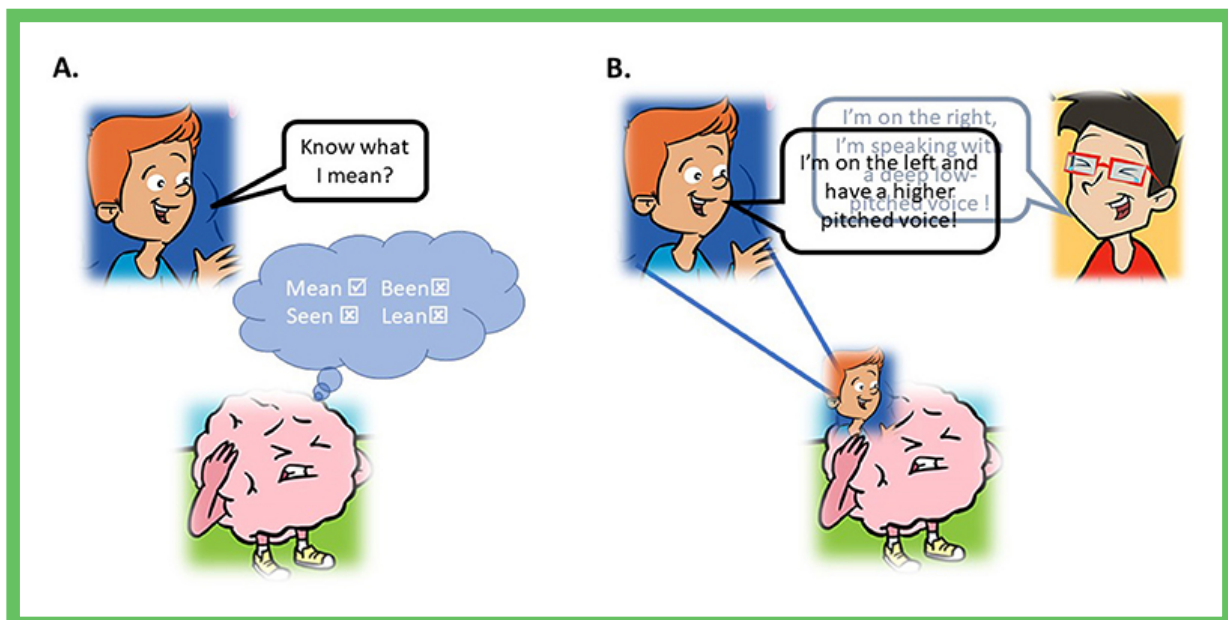 A.
Know what
I mean?
Mean ☑ Been ☒
Seen ☒ Lean ☒
B.
I'm on the right,
I'm speaking with
a deep low-
pitched voice !
I'm on the left and
have a higher
pitched voice!